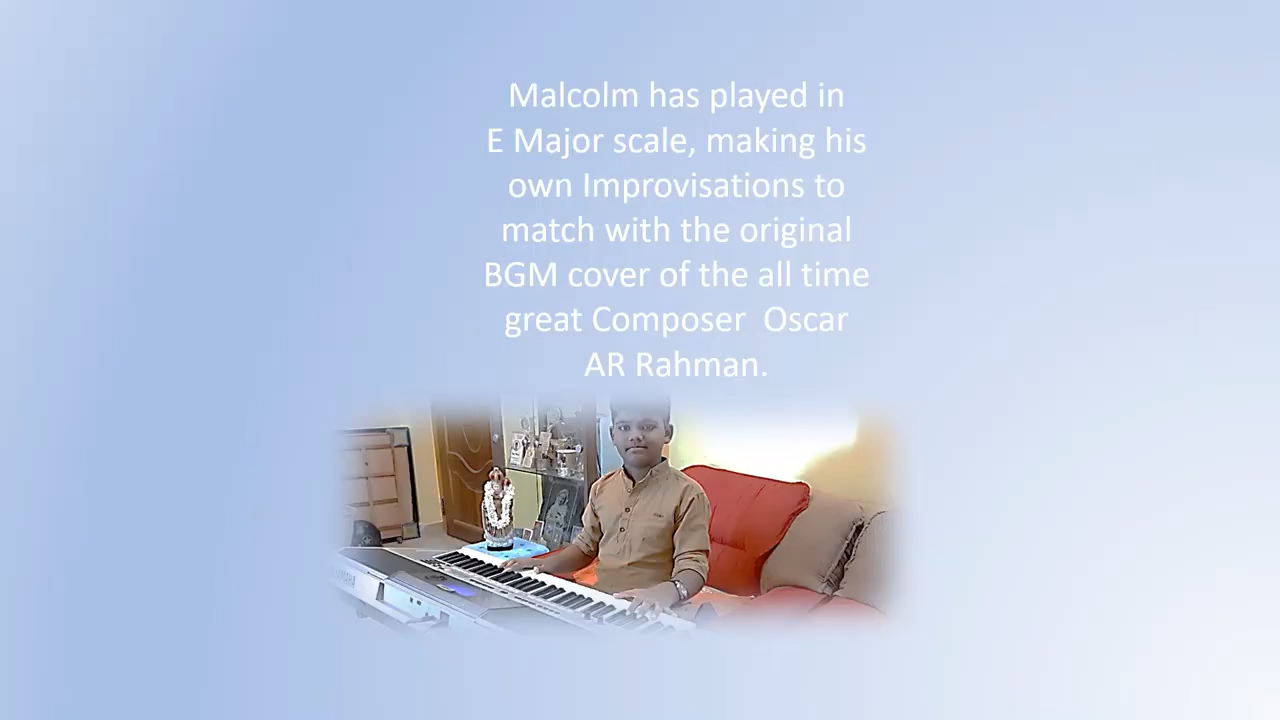 Malcolm has played in
E Major scale, making his
own Improvisations to
match with the original
BGM cover of the all time
great Composer  Oscar
AR Rahman.